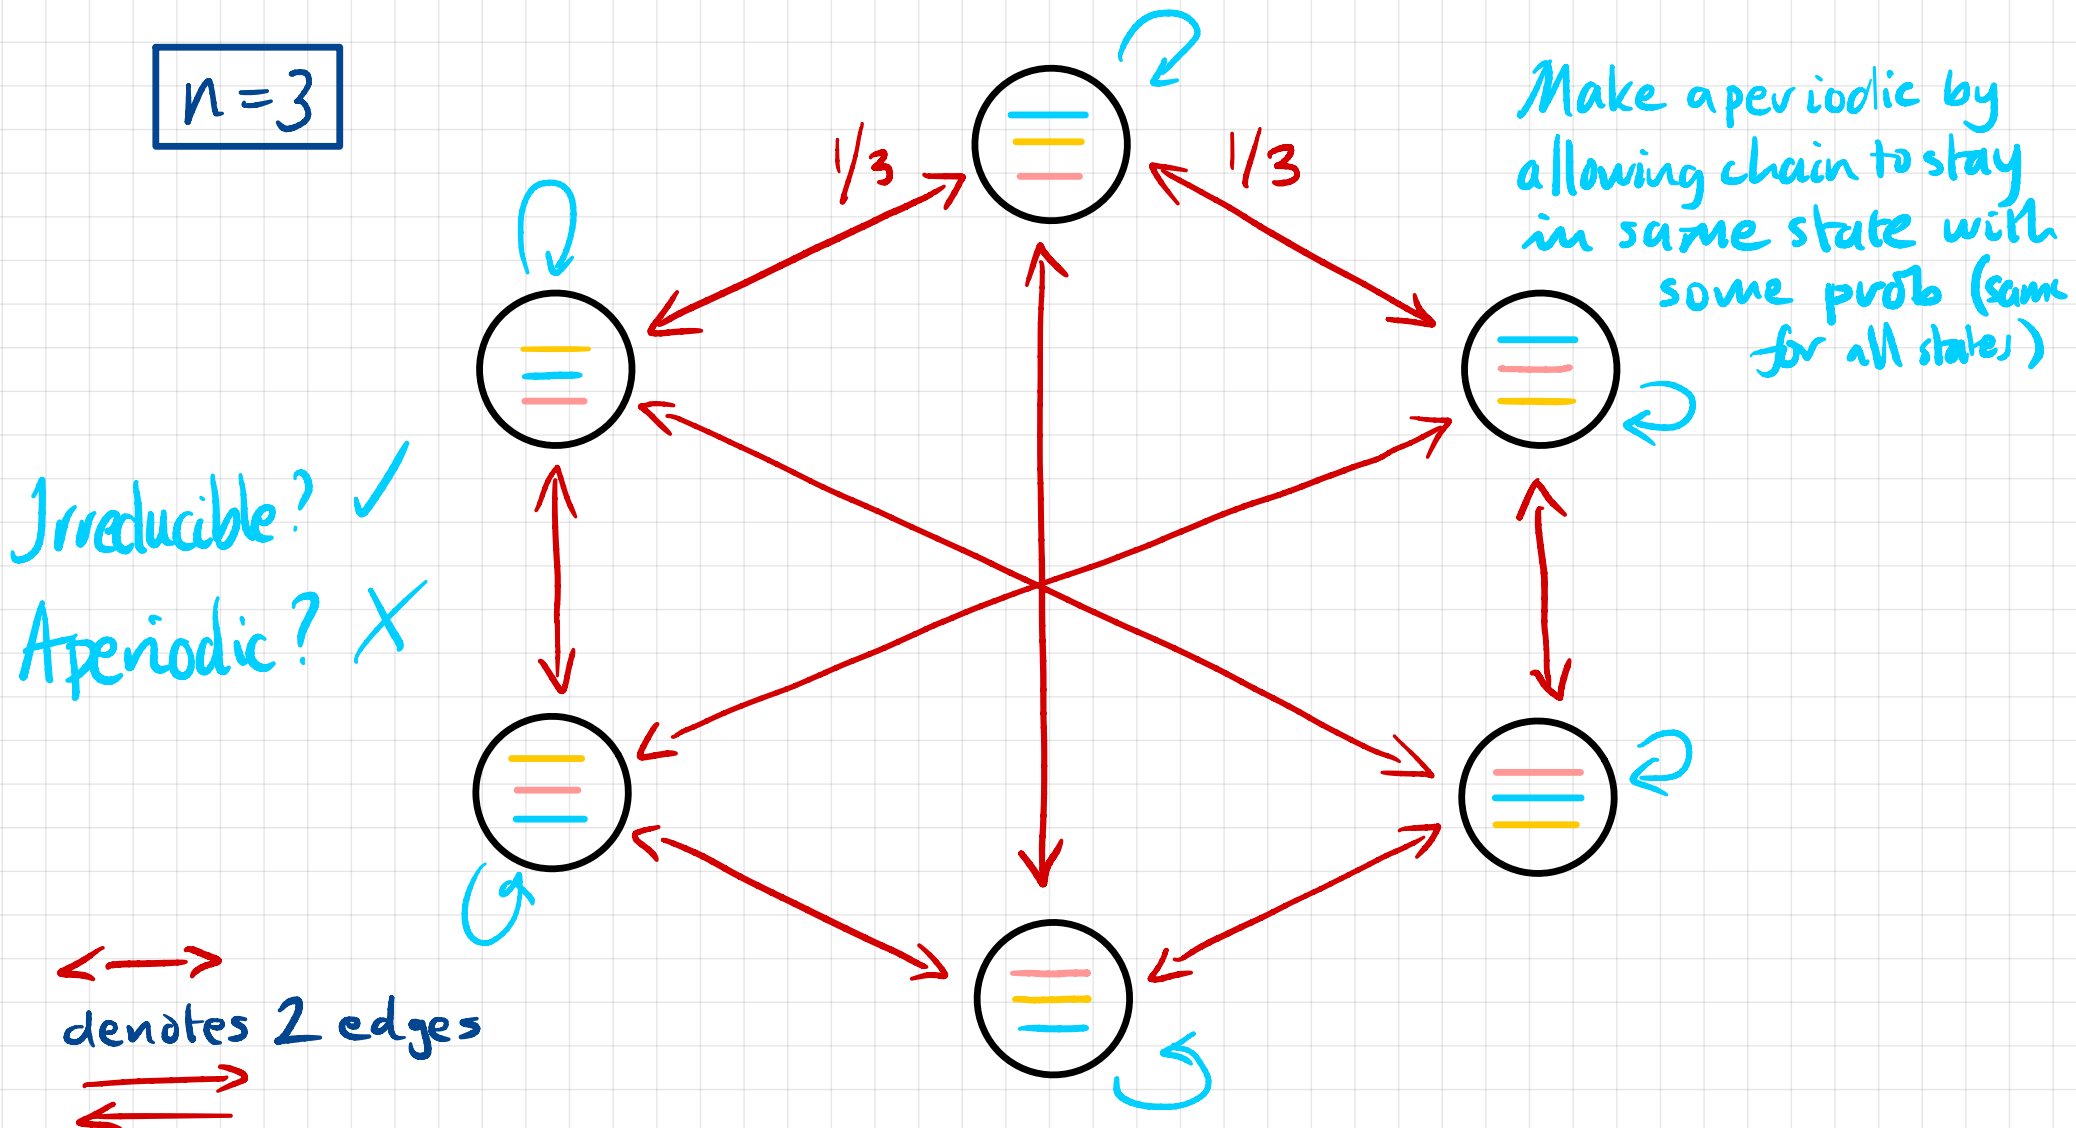 n=3
1/3
1/3
Make aperiodic by
allowing chain to stay
in same state with
some prob (same
for all states)
Irreducible? ✓
Aperiodic? X
denotes 2 edges